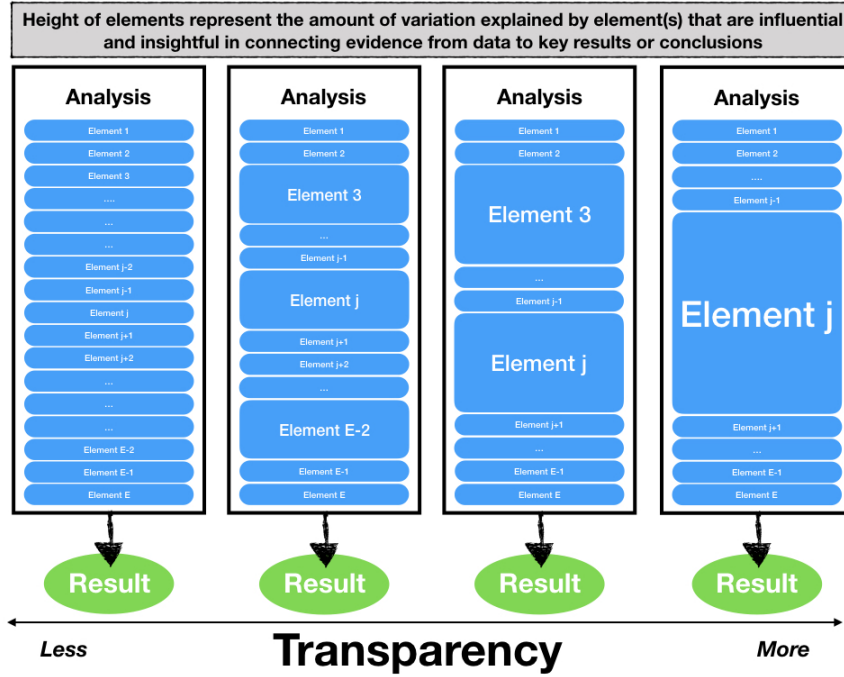 Height of elements represent the amount of variation explained by element(s) that are influential
and insightful in connecting evidence from data to key results or conclusions
Analysis
Element 1
Element 2
Element 3
....
...
...
Element j-2
Element j-1
Element j
Element j+1
Element j+2
...
...
...
Element E-2
Element E-1
Element E
Result
Analysis
Element 1
Element 2
Element 3
...
Element j-1
Element j
Element j+1
Element j+2
...
Element E-2
Element E-1
Element E
Result
Analysis
Element 1
Element 2
Element 3
...
Element j-1
Element j
Element j+1
...
Element E-1
Element E
Result
Analysis
Element 1
Element 2
....
Element j-1
Element j
Element j+1
...
Element E-1
Element E
Result
Less
Transparency
More